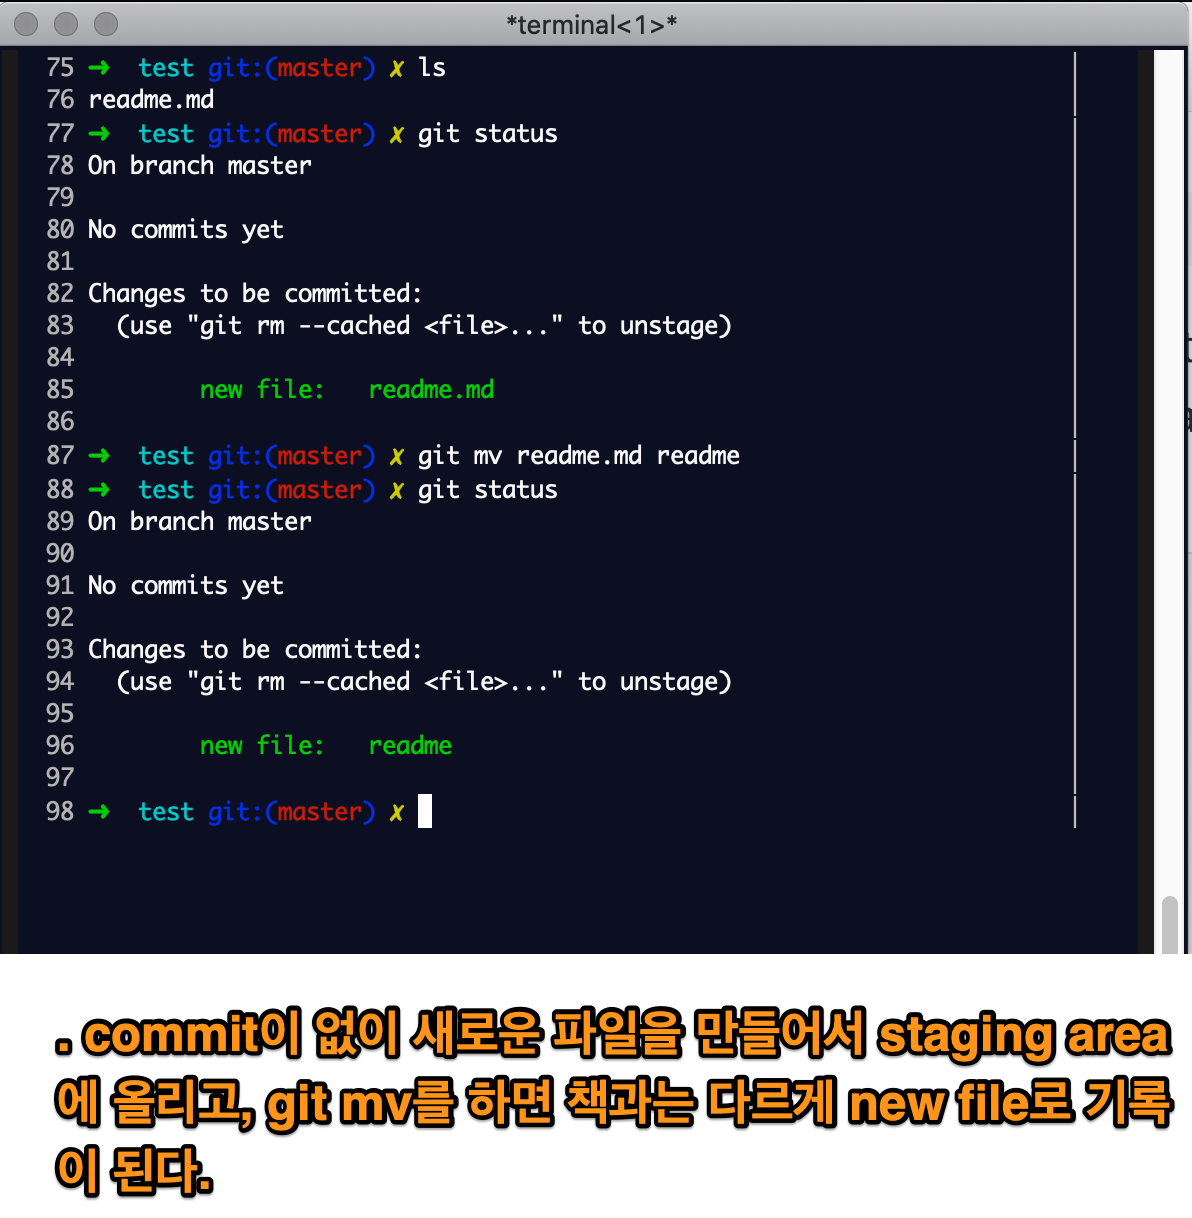 *terminal<1>*
75 ➜  test git:(master) ✗ ls
76 readme.md
77 ➜  test git:(master) ✗ git status
78 On branch master
79
80 No commits yet
81
82 Changes to be committed:
83   (use "git rm --cached <file>..." to unstage)
84
85         new file:   readme.md
86
87 ➜  test git:(master) ✗ git mv readme.md readme
88 ➜  test git:(master) ✗ git status
89 On branch master
90
91 No commits yet
92
93 Changes to be committed:
94   (use "git rm --cached <file>..." to unstage)
95
96         new file:   readme
97
98 ➜  test git:(master) ✗
. commit이 없이 새로운 파일을 만들어서 staging area
에 올리고, git mv를 하면 책과는 다르게 new file로 기록
이 된다.